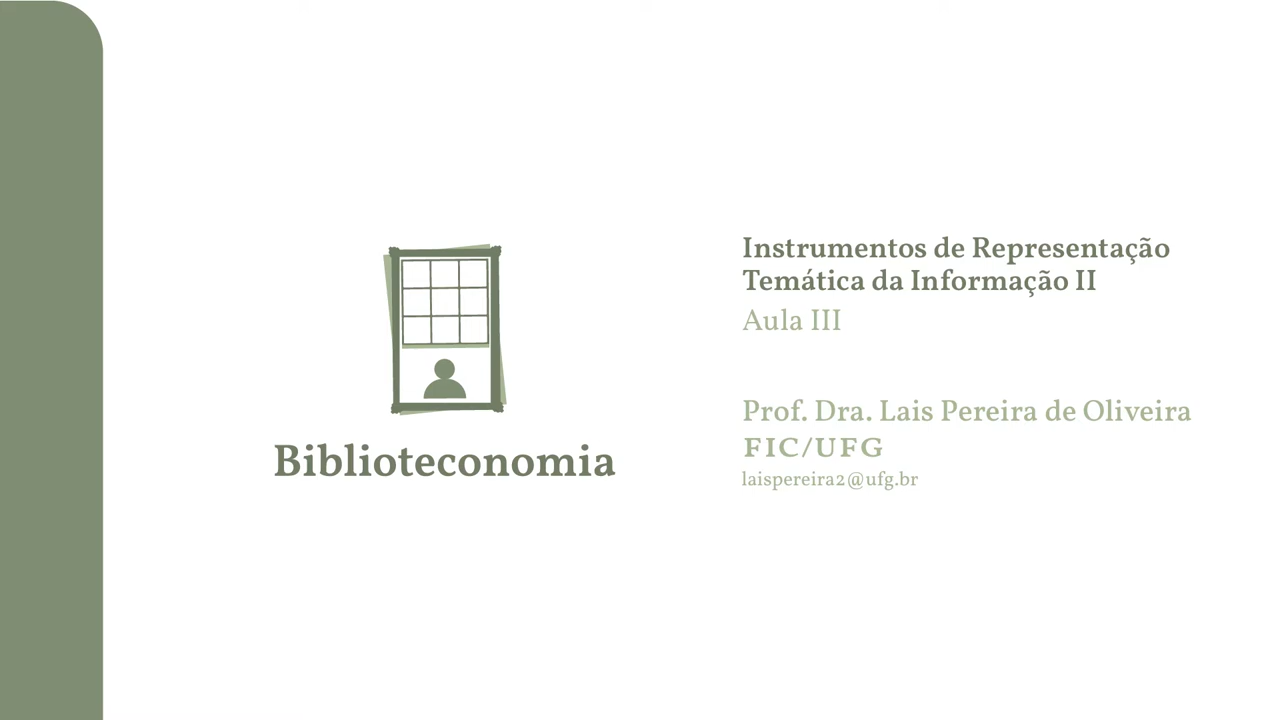 Biblioteconomia
Instrumentos de Representação
Temática da Informação II
Aula III
Prof. Dra. Lais Pereira de Oliveira
FIC/UFG
laispereira2@ufg.br